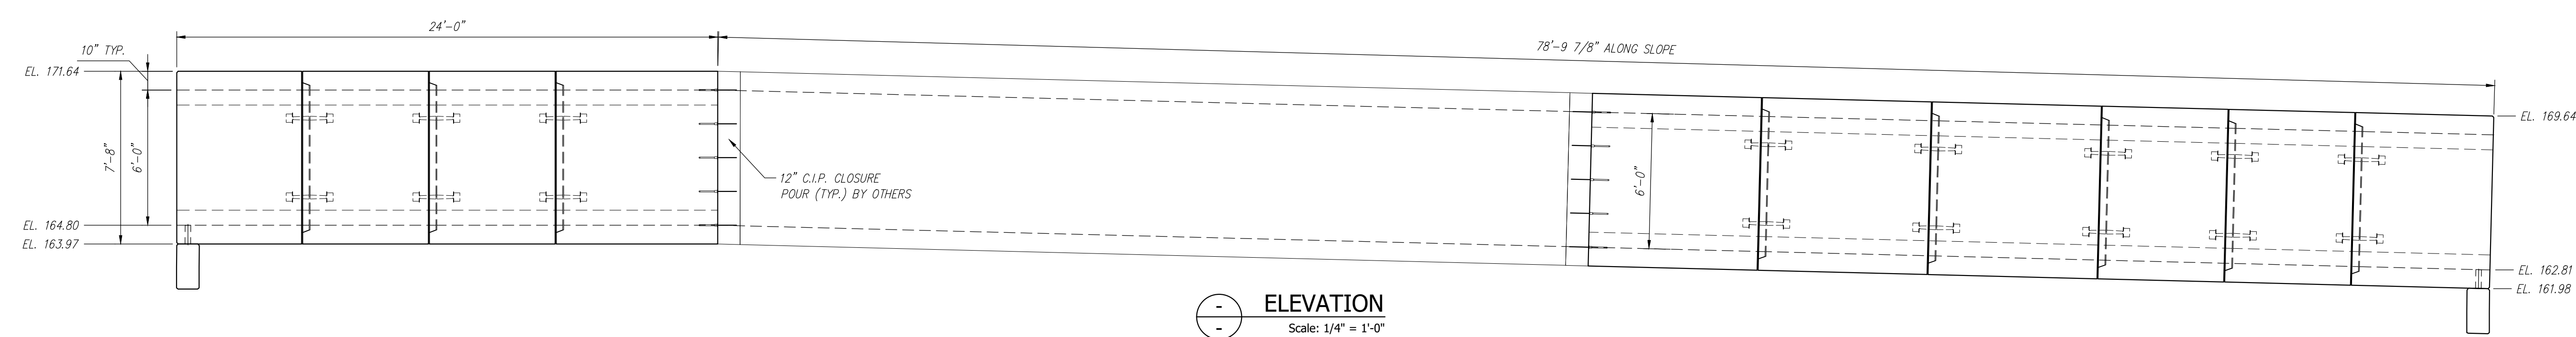 24'-0"
78'-9 7/8" ALONG SLOPE
10" TYP.
EL. 171.64
EL. 169.64
7'-8"
6'-0"
12" C.I.P. CLOSURE
POUR (TYP.) BY OTHERS
6'-0"
EL. 164.80
EL. 163.97
EL. 162.81
EL. 161.98
-
-
ELEVATION
Scale: 1/4" = 1'-0"